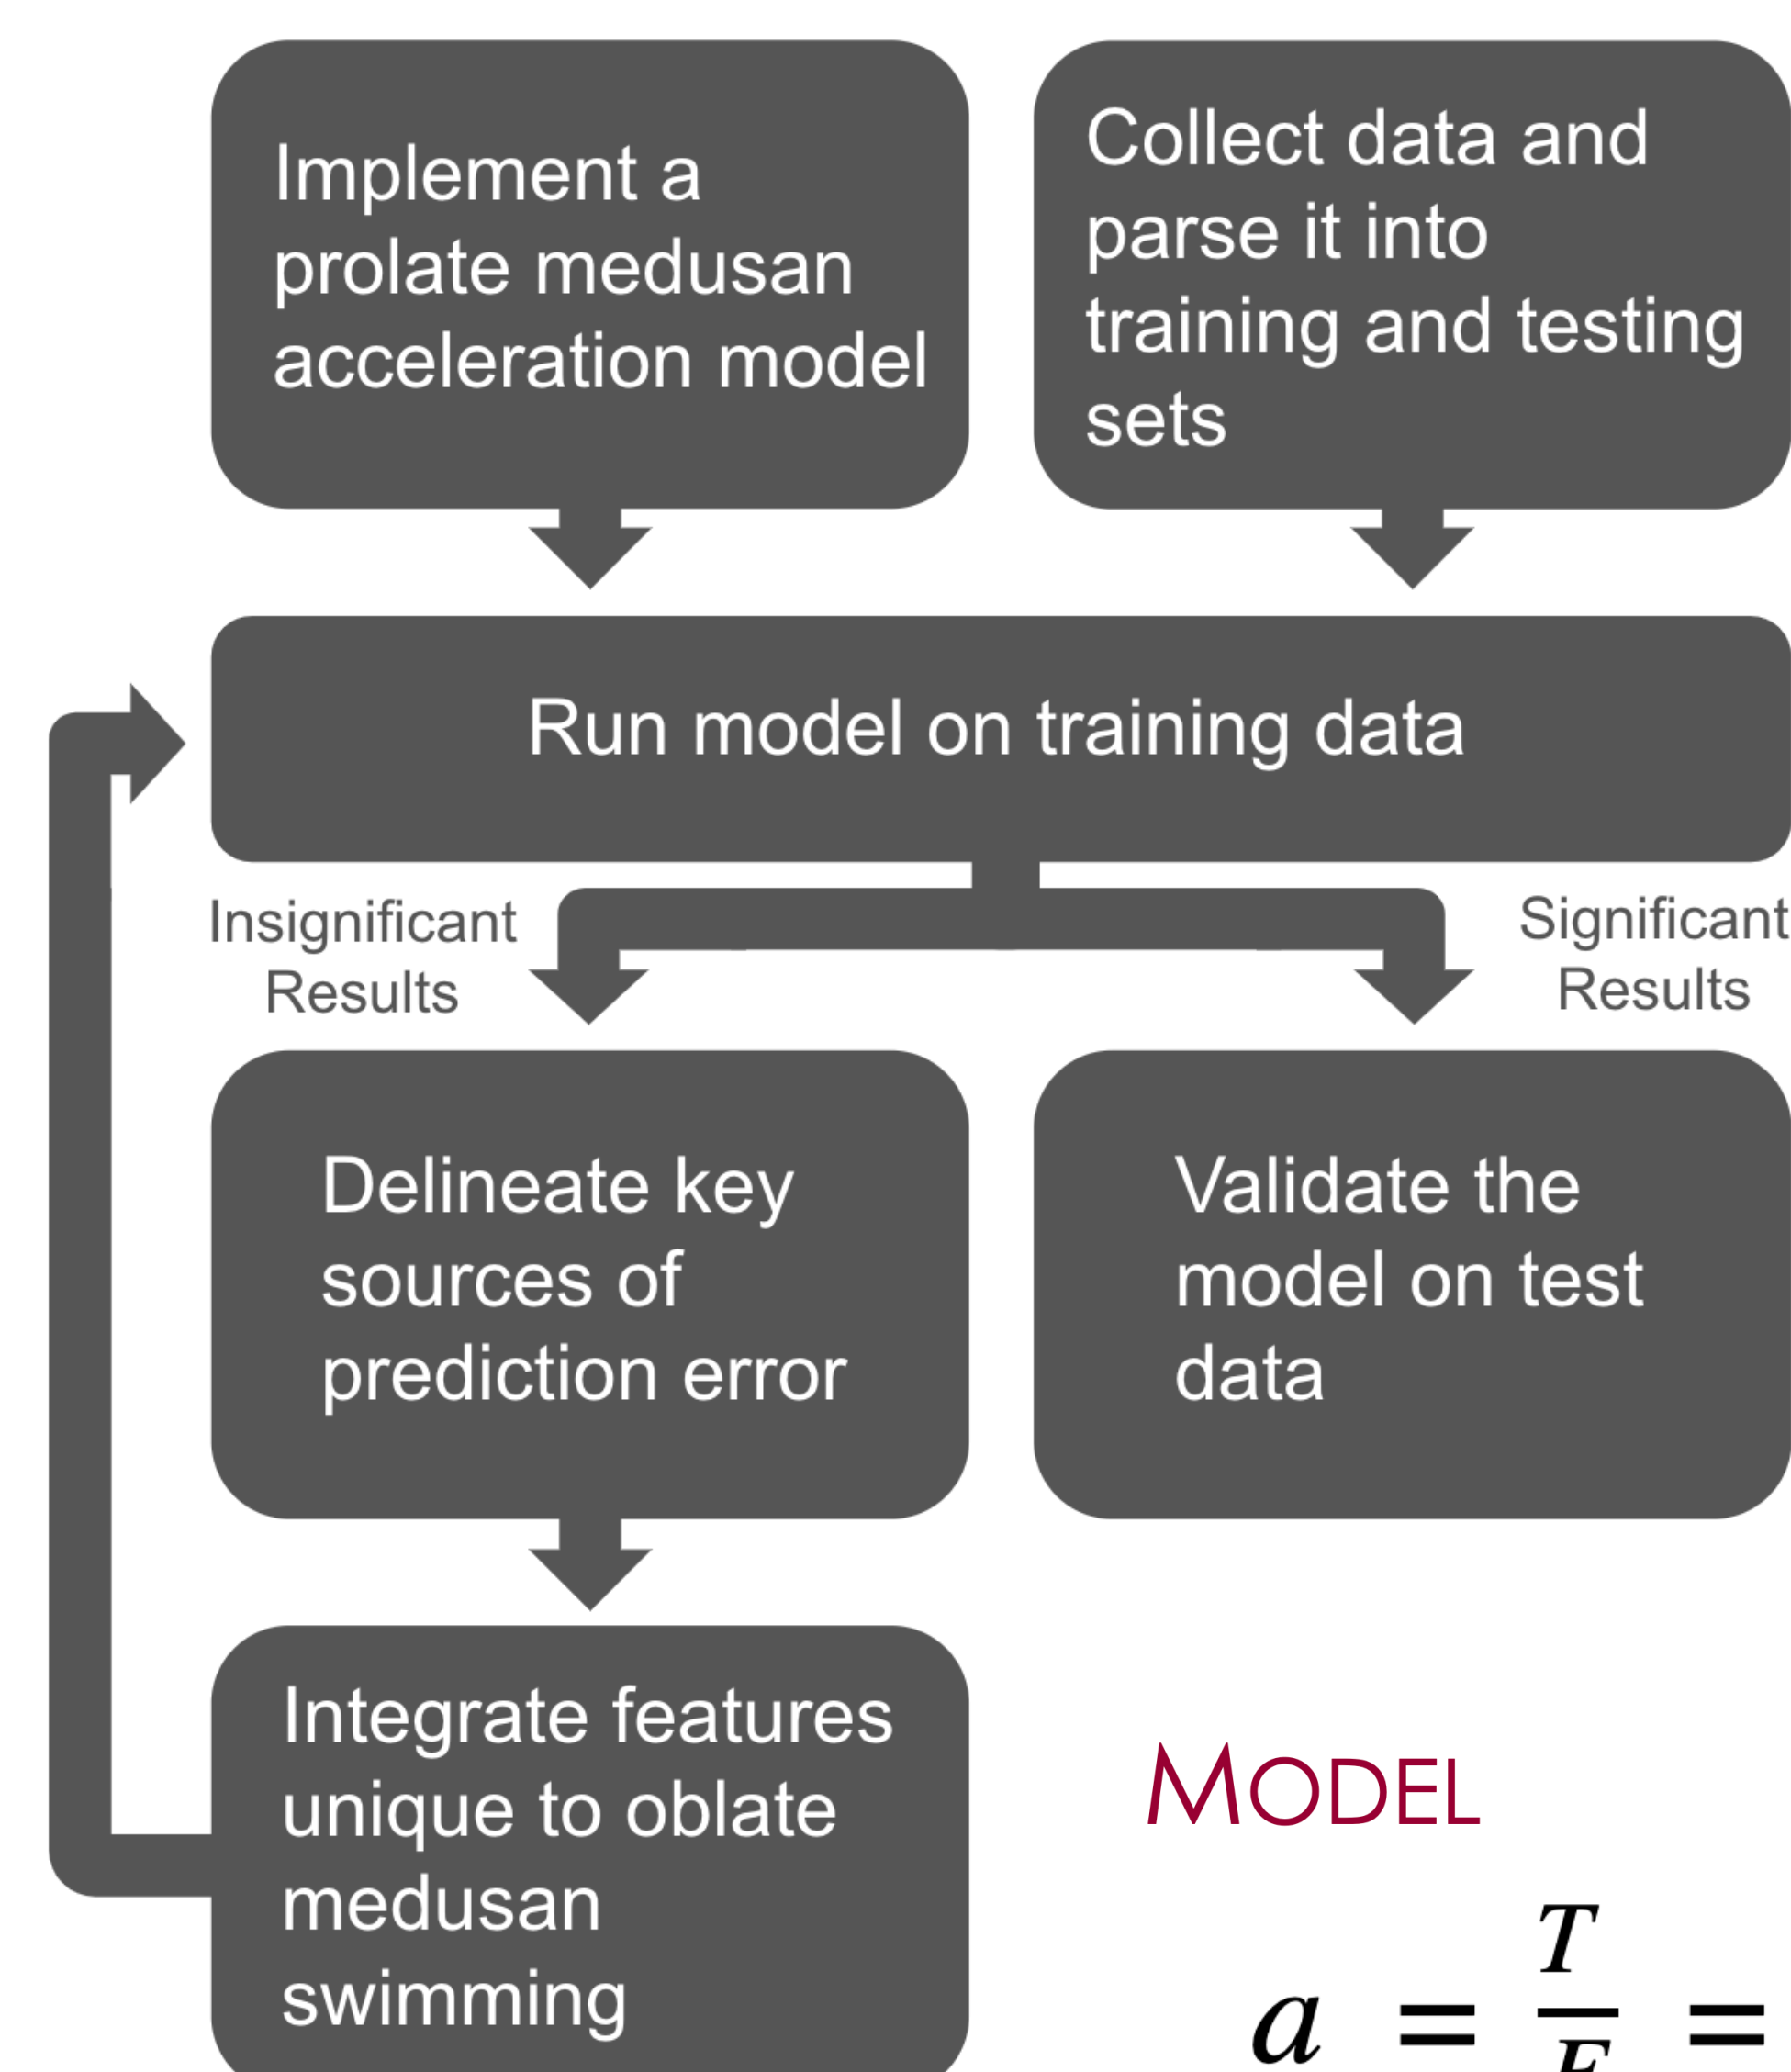 Implement a
prolate medusan
acceleration model
Collect data and
parse it into
training and testing
sets
Run model on training data
Insignificant
Results
Significant
Results
Delineate key
sources of
prediction error
Validate the
model on test
data
Integrate features
unique to oblate
medusan
swimming
MODEL
a = T =